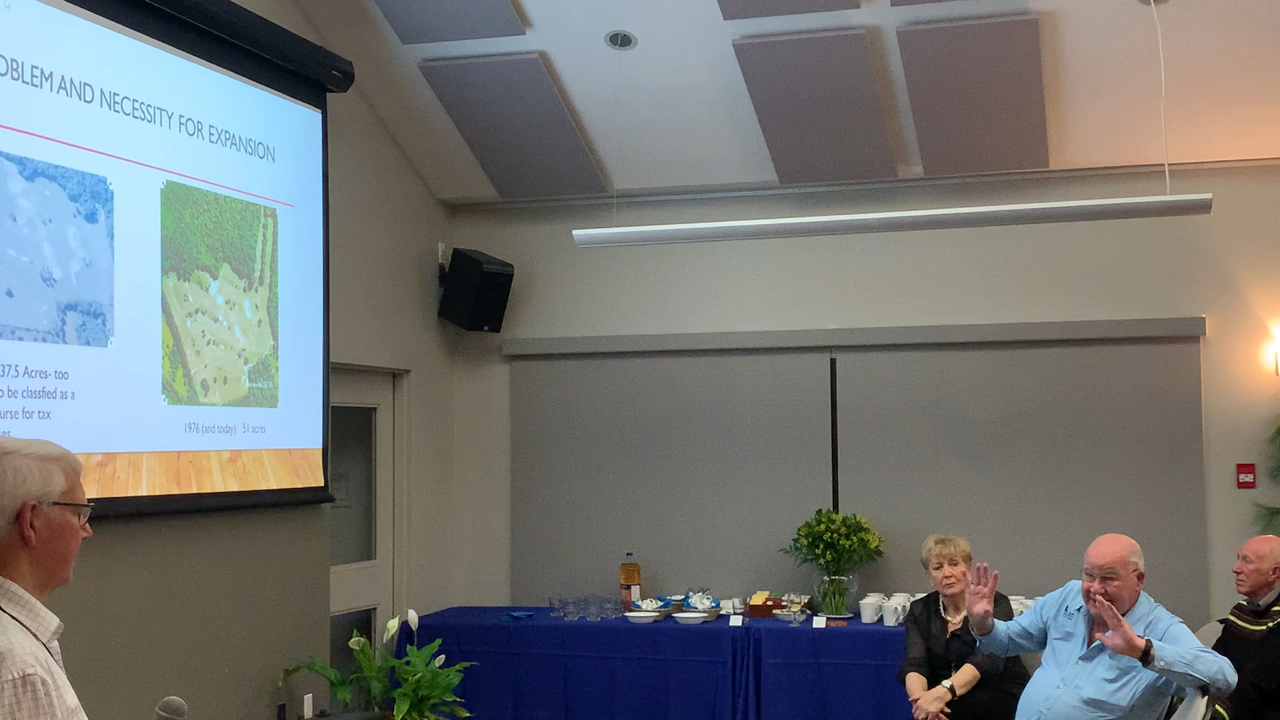 OBLEM AND NECESSITY FOR EXPANSION
37.5 Acres- too
o be classfied as a
urse for tax
1976 (and today): 51 acres